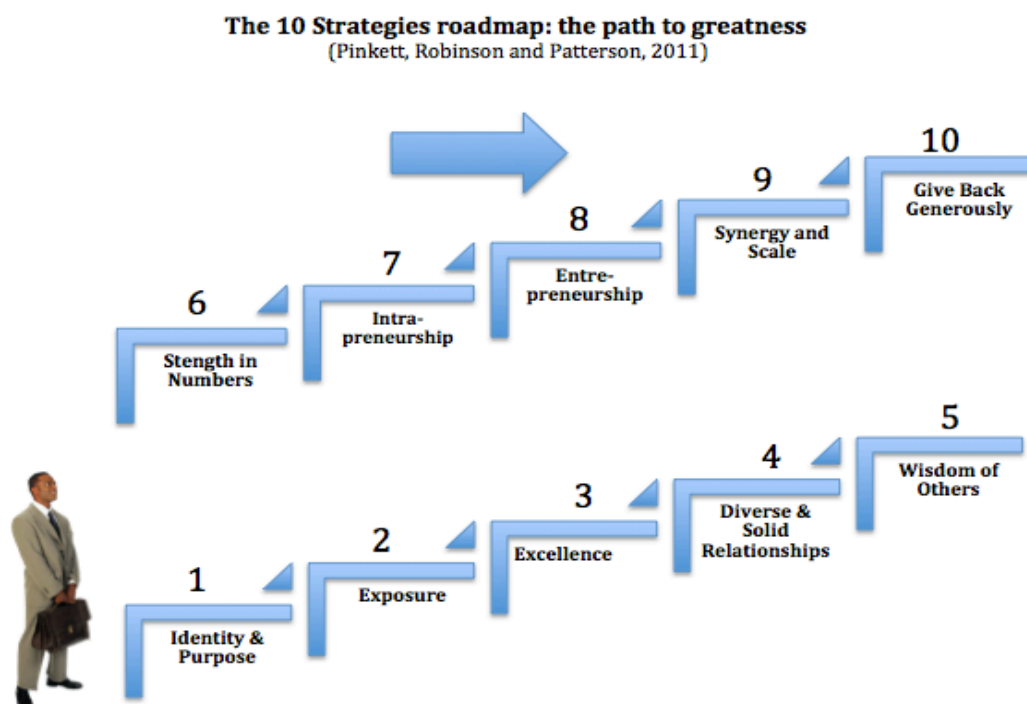 The 10 Strategies roadmap: the path to greatness
(Pinkett, Robinson and Patterson, 2011)
10
Give Back
Generously
9
Synergy and
Scale
8
Entre-
preneurship
7
Intra-
preneurship
6
Stength in
Numbers
5
Wisdom of
Others
4
Diverse &
Solid
Relationships
3
Excellence
2
Exposure
1
Identity &
Purpose